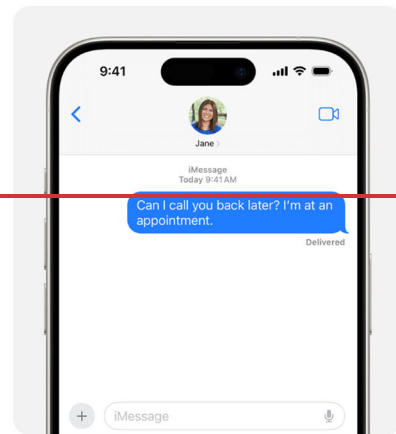 9:41
Jane
iMessage
Today 9:41 AM
Can I call you back later? I'm at an
appointment.
Delivered
iMessage